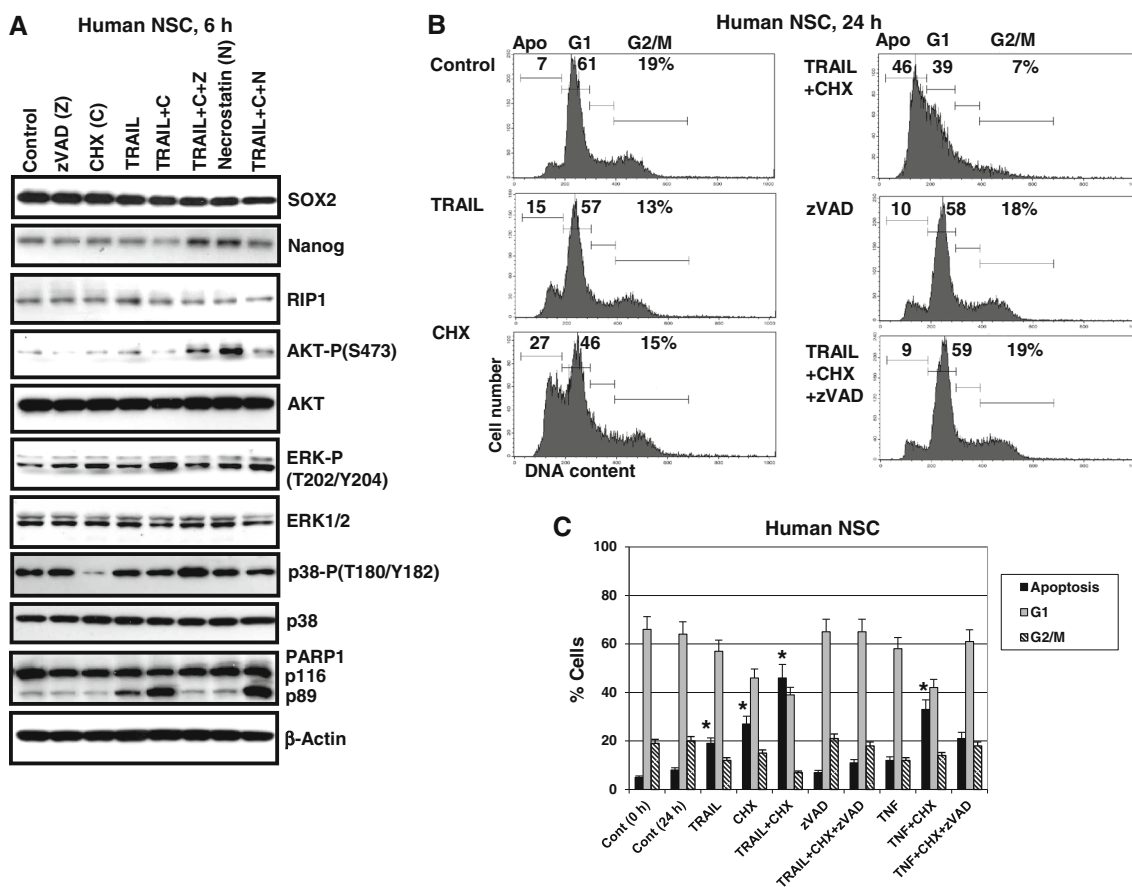 A
Human NSC, 6 h
Control
zVAD (Z)
CHX (C)
TRAIL
TRAIL+C
TRAIL+C+Z
Necrostatin (N)
TRAIL+C+N
SOX2
Nanog
RIP1
AKT-P(S473)
AKT
ERK-P
(T202/Y204)
ERK1/2
p38-P(T180/Y182)
p38
PARP1
p116
p89
β-Actin
B
Human NSC, 24 h
Apo G1 G2/M
Control
7 61 19%
TRAIL
15 57 13%
CHX
27 46 15%
Cell number
DNA content
Apo G1 G2/M
TRAIL
+CHX
46 39 7%
zVAD
10 58 18%
TRAIL
+CHX
+zVAD
9 59 19%
C
Human NSC
% Cells
100
80
60
40
20
0
* * * *
Cont (0 h)
Cont (24 h)
TRAIL
CHX
TRAIL+CHX
zVAD
TRAIL+CHX+zVAD
TNF
TNF+CHX
TNF+CHX+zVAD
Apoptosis
G1
G2/M